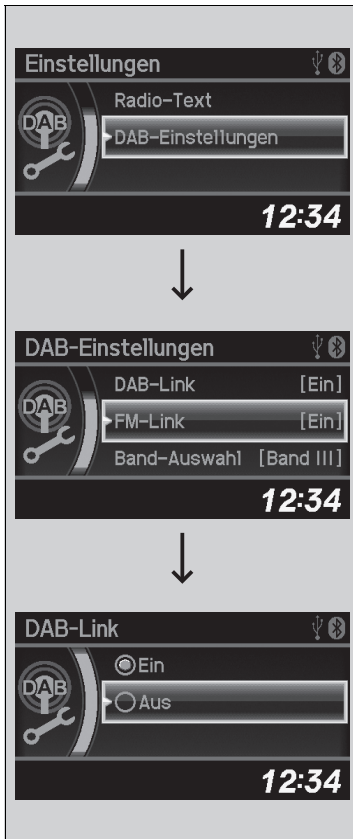 Einstellungen
DAB
Radio-Text
DAB-Einstellungen
12:34
DAB-Einstellungen
DAB
DAB-Link [Ein]
FM-Link [Ein]
Band-Auswahl [Band III]
12:34
DAB-Link
DAB
Ein
Aus
12:34